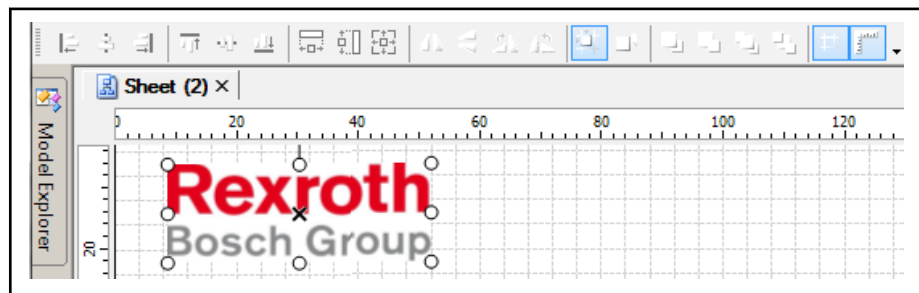 Sheet (2)
0 20 40 60 80 100 120
Model Explorer
Rexroth
Bosch Group
20